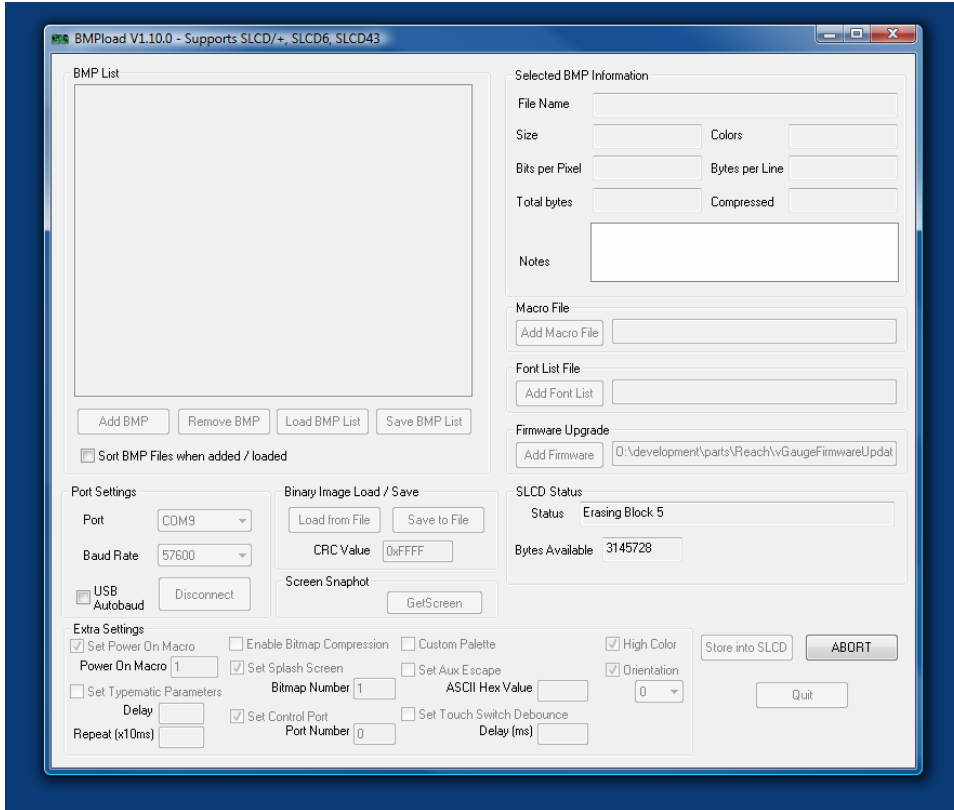 BMPload V1.10.0 - Supports SLCD/+, SLCD6, SLCD43
BMP List
Add BMP Remove BMP Load BMP List Save BMP List
Sort BMP Files when added / loaded
Selected BMP Information
File Name
Size Colors
Bits per Pixel Bytes per Line
Total bytes Compressed
Notes
Macro File
Add Macro File
Font List File
Add Font List
Firmware Upgrade
Add Firmware O:\development\parts\Reach\vGaugeFirmwareUpdat
Port Settings
Port COM9
Baud Rate 57600
USB
Autobaud
Disconnect
Binary Image Load / Save
Load from File Save to File
CRC Value 0xFFFF
Screen Snaphot
GetScreen
SLCD Status
Status Erasing Block 5
Bytes Available 3145728
Extra Settings
Set Power On Macro Enable Bitmap Compression Custom Palette High Color
Power On Macro 1 Set Splash Screen Set Aux Escape Orientation
Bitmap Number 1 ASCII Hex Value 0
Set Typematic Parameters
Delay Set Control Port Set Touch Switch Debounce
Repeat (x10ms) Port Number 0 Delay (ms)
Store into SLCD ABORT
Quit